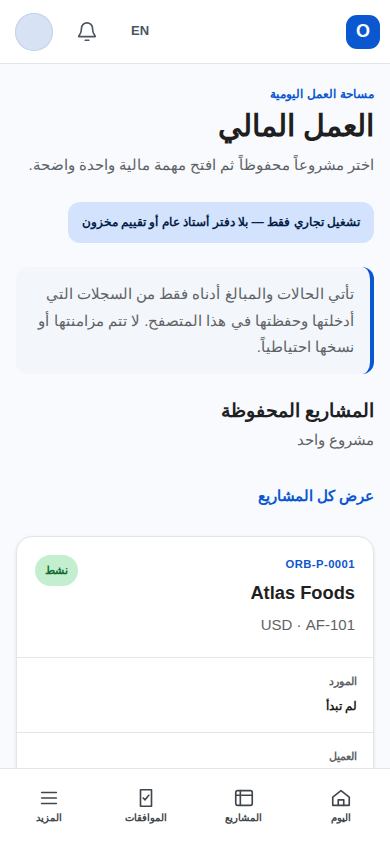 O
EN
مساحة العمل اليومية
العمل المالي
اختر مشروعاً محفوظاً ثم افتح مهمة مالية واحدة واضحة.
تشغيل تجاري فقط — بلا دفتر أستاذ عام أو تقييم مخزون
تأتي الحالات والمبالغ أدناه فقط من السجلات التي
أدخلتها وحفظتها في هذا المتصفح. لا تتم مزامنتها أو
نسخها احتياطياً.
المشاريع المحفوظة
مشروع واحد
عرض كل المشاريع
ORB-P-0001
نشط
Atlas Foods
USD · AF-101
المورد
لم تبدأ
العميل
اليوم
المشاريع
الموافقات
المزيد